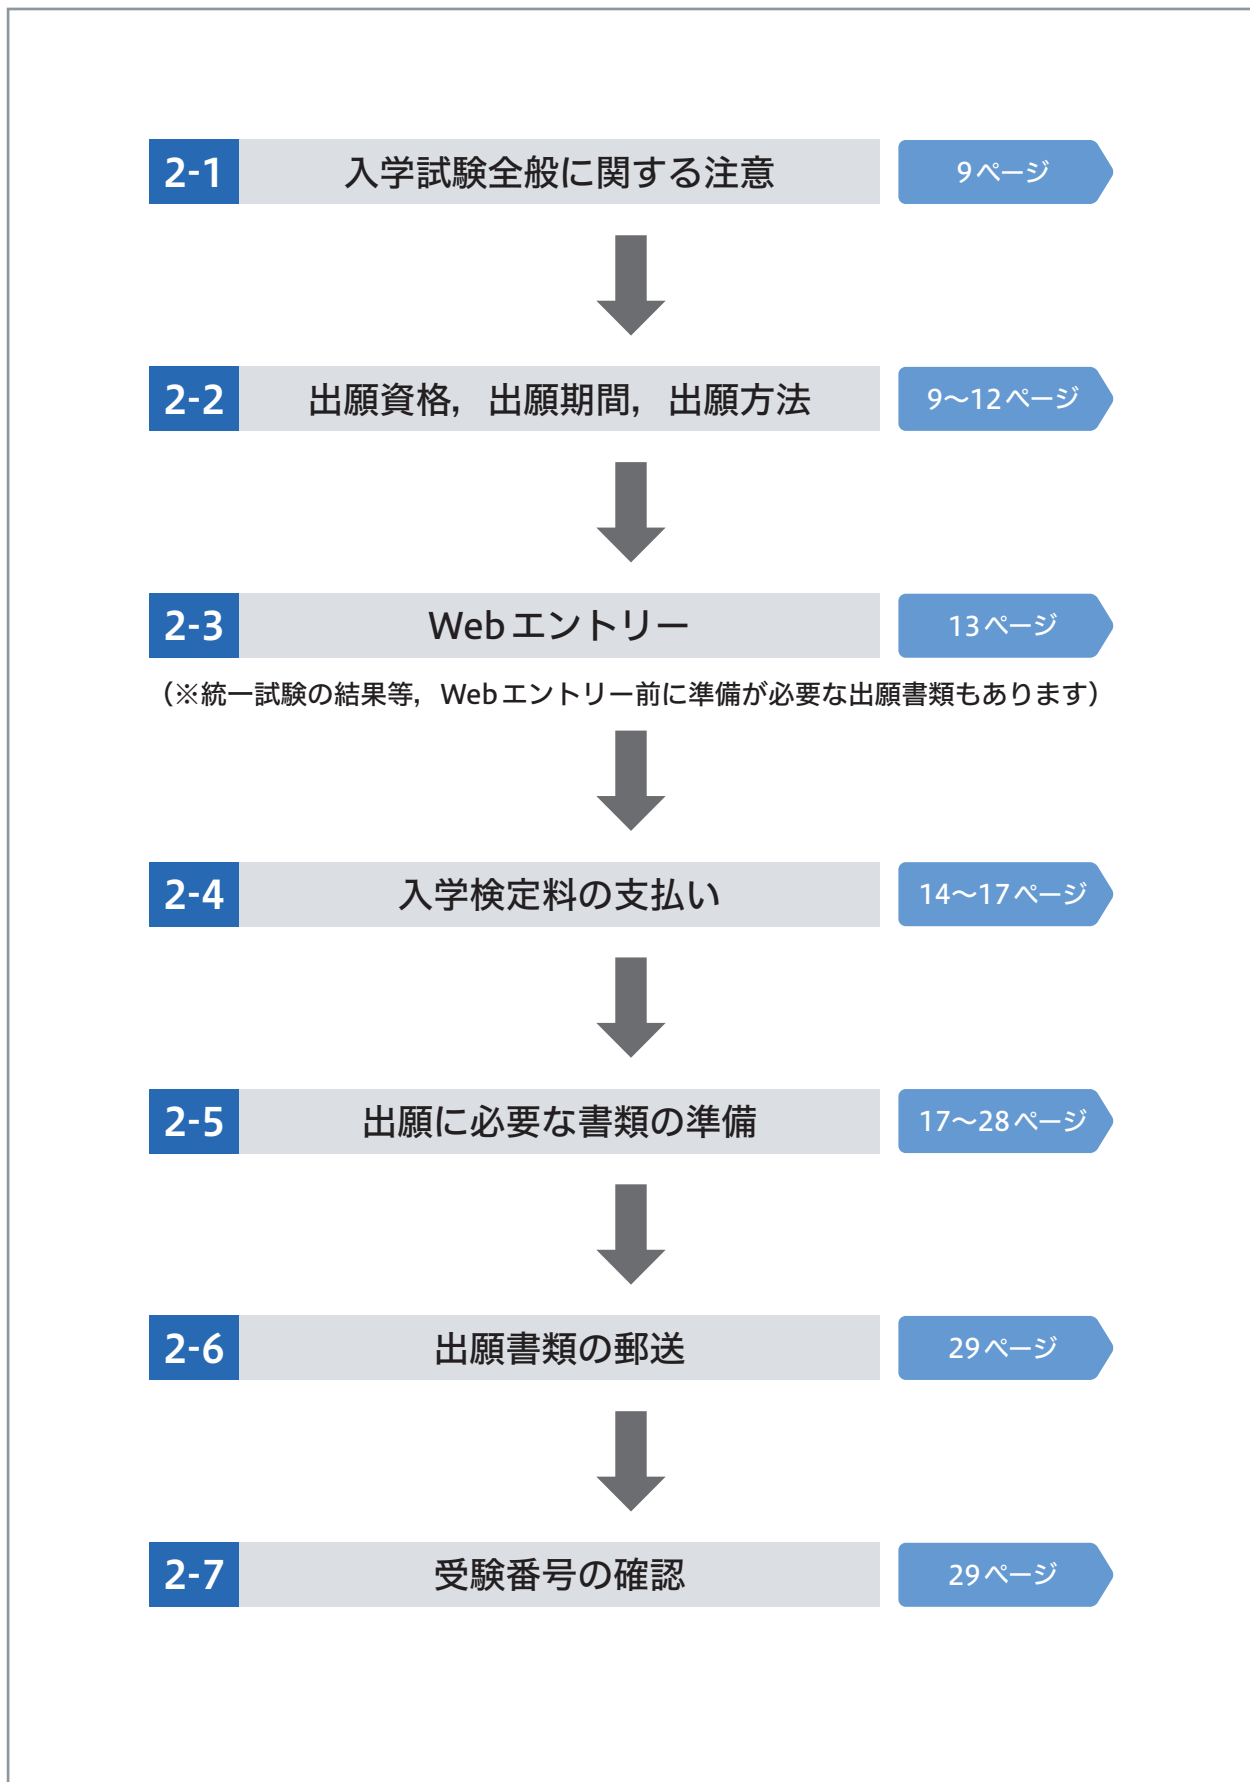 2-1 入学試験全般に関する注意 9ページ
2-2 出願資格，出願期間，出願方法 9～12ページ
2-3 Webエントリー 13ページ
（※統一試験の結果等，Webエントリー前に準備が必要な出願書類もあります）
2-4 入学検定料の支払い 14～17ページ
2-5 出願に必要な書類の準備 17～28ページ
2-6 出願書類の郵送 29ページ
2-7 受験番号の確認 29ページ